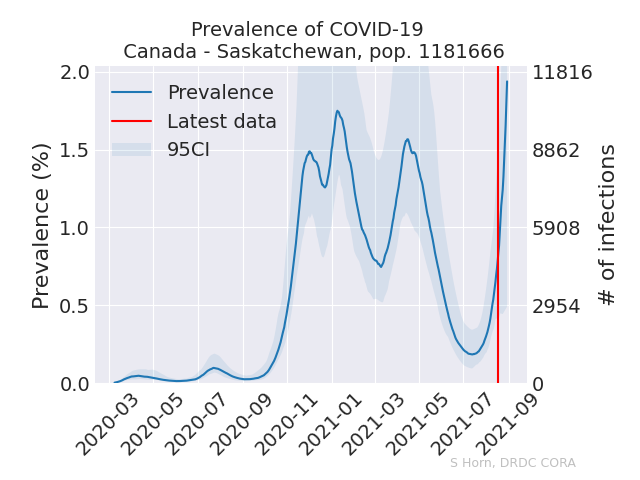 Prevalence of COVID-19
Canada - Saskatchewan, pop. 1181666
Prevalence
Latest data
95CI
Prevalence (%)
2.0
1.5
1.0
0.5
0.0
11816
8862
5908
2954
0
# of infections
2020-03
2020-05
2020-07
2020-09
2020-11
2021-01
2021-03
2021-05
2021-07
2021-09
S Horn, DRDC CORA